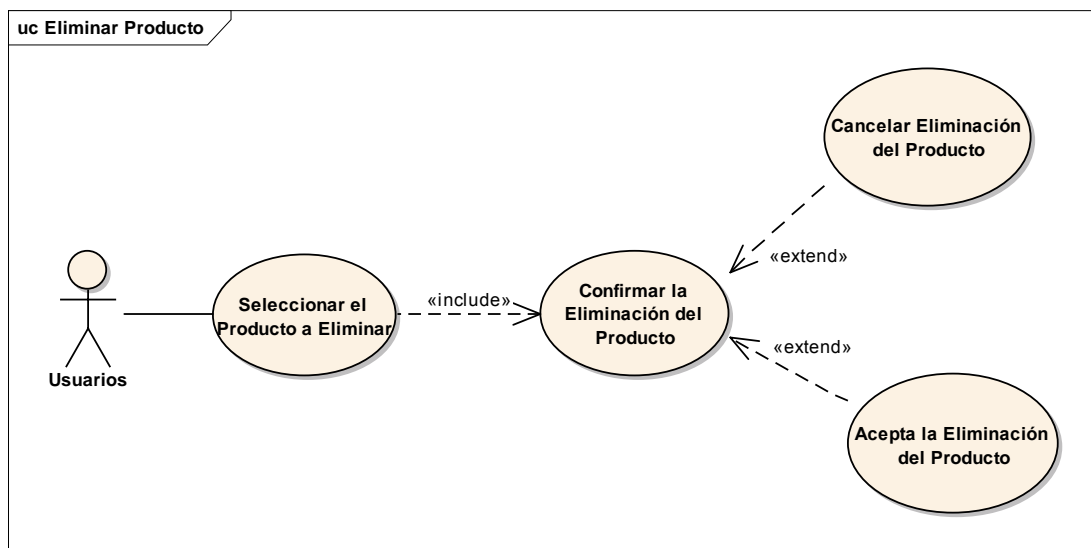 uc Eliminar Producto
Cancelar Eliminación
del Producto
«extend»
Seleccionar el
Producto a Eliminar
«include»
Confirmar la
Eliminación del
Producto
«extend»
Usuarios
Acepta la Eliminación
del Producto